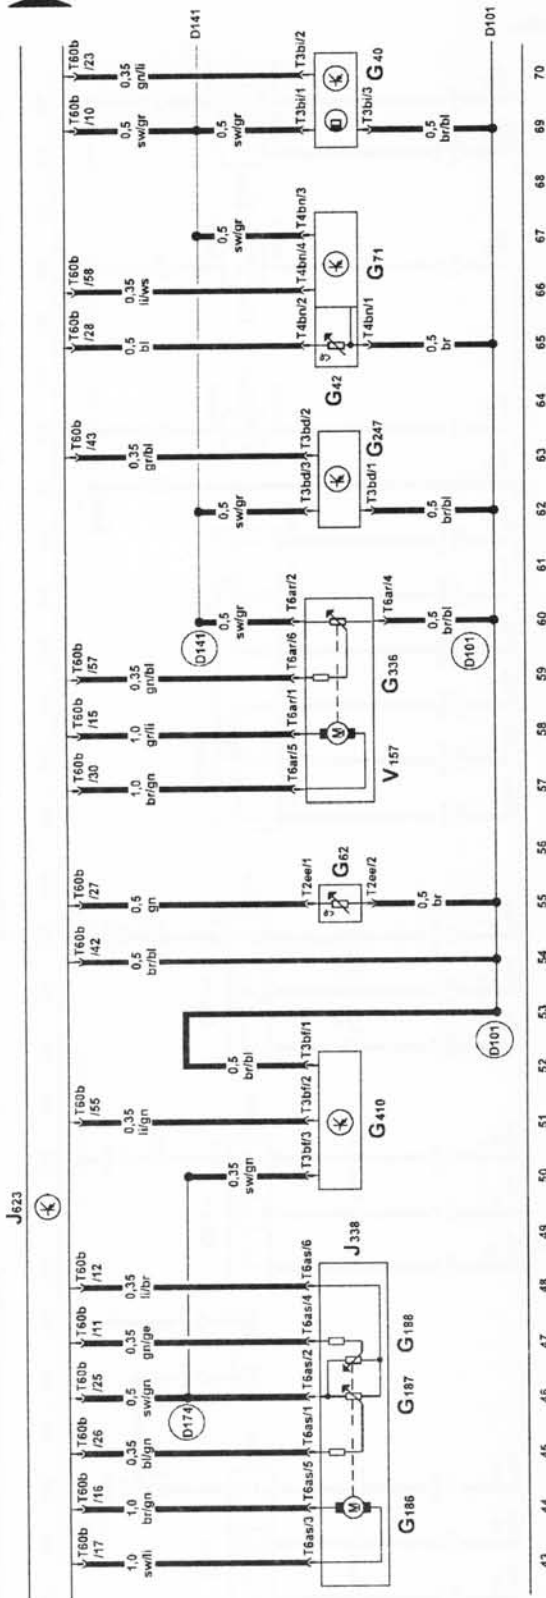 J623
T60b
/17
1,0
sw/li
T6as/3
T60b
/16
1,0
br/gn
T6as/5
T60b
/26
0,35
bl/gn
T6as/1
T60b
/25
0,5
sw/gn
D174
T6as/2
T60b
/11
0,35
gn/ge
T6as/4
T60b
/12
0,35
li/br
T6as/6
M
G186
G187
G188
J338
0,35
sw/gn
T3bf/3
T60b
/55
0,35
li/gn
T3bf/2
0,5
br/bl
T3bf/1
G410
D101
T60b
/42
0,5
br/bl
T60b
/27
0,5
gn
T2ee/1
G62
T2ee/2
0,5
br
T60b
/30
1,0
br/gn
T6ar/5
T60b
/15
1,0
gr/li
T6ar/1
T60b
/57
0,35
gn/bl
T6ar/6
D141
0,5
sw/gr
T6ar/2
M
V157
G336
T6ar/4
0,5
br/bl
D101
0,5
sw/gr
T3bd/3
T60b
/43
0,35
gr/bl
T3bd/2
G247
T3bd/1
0,5
br/bl
T60b
/28
0,5
bl
T4bn/2
T60b
/58
0,35
li/ws
T4bn/4
0,5
sw/gr
T4bn/3
G42
G71
T4bn/1
0,5
br
T60b
/10
0,5
sw/gr
0,5
sw/gr
T3bi/1
T60b
/23
0,35
gn/li
T3bi/2
G40
T3bi/3
0,5
br/bl
D141
D101
43 44 45 46 47 48 49 50 51 52 53 54 55 56 57 58 59 60 61 62 63 64 65 66 67 68 69 70